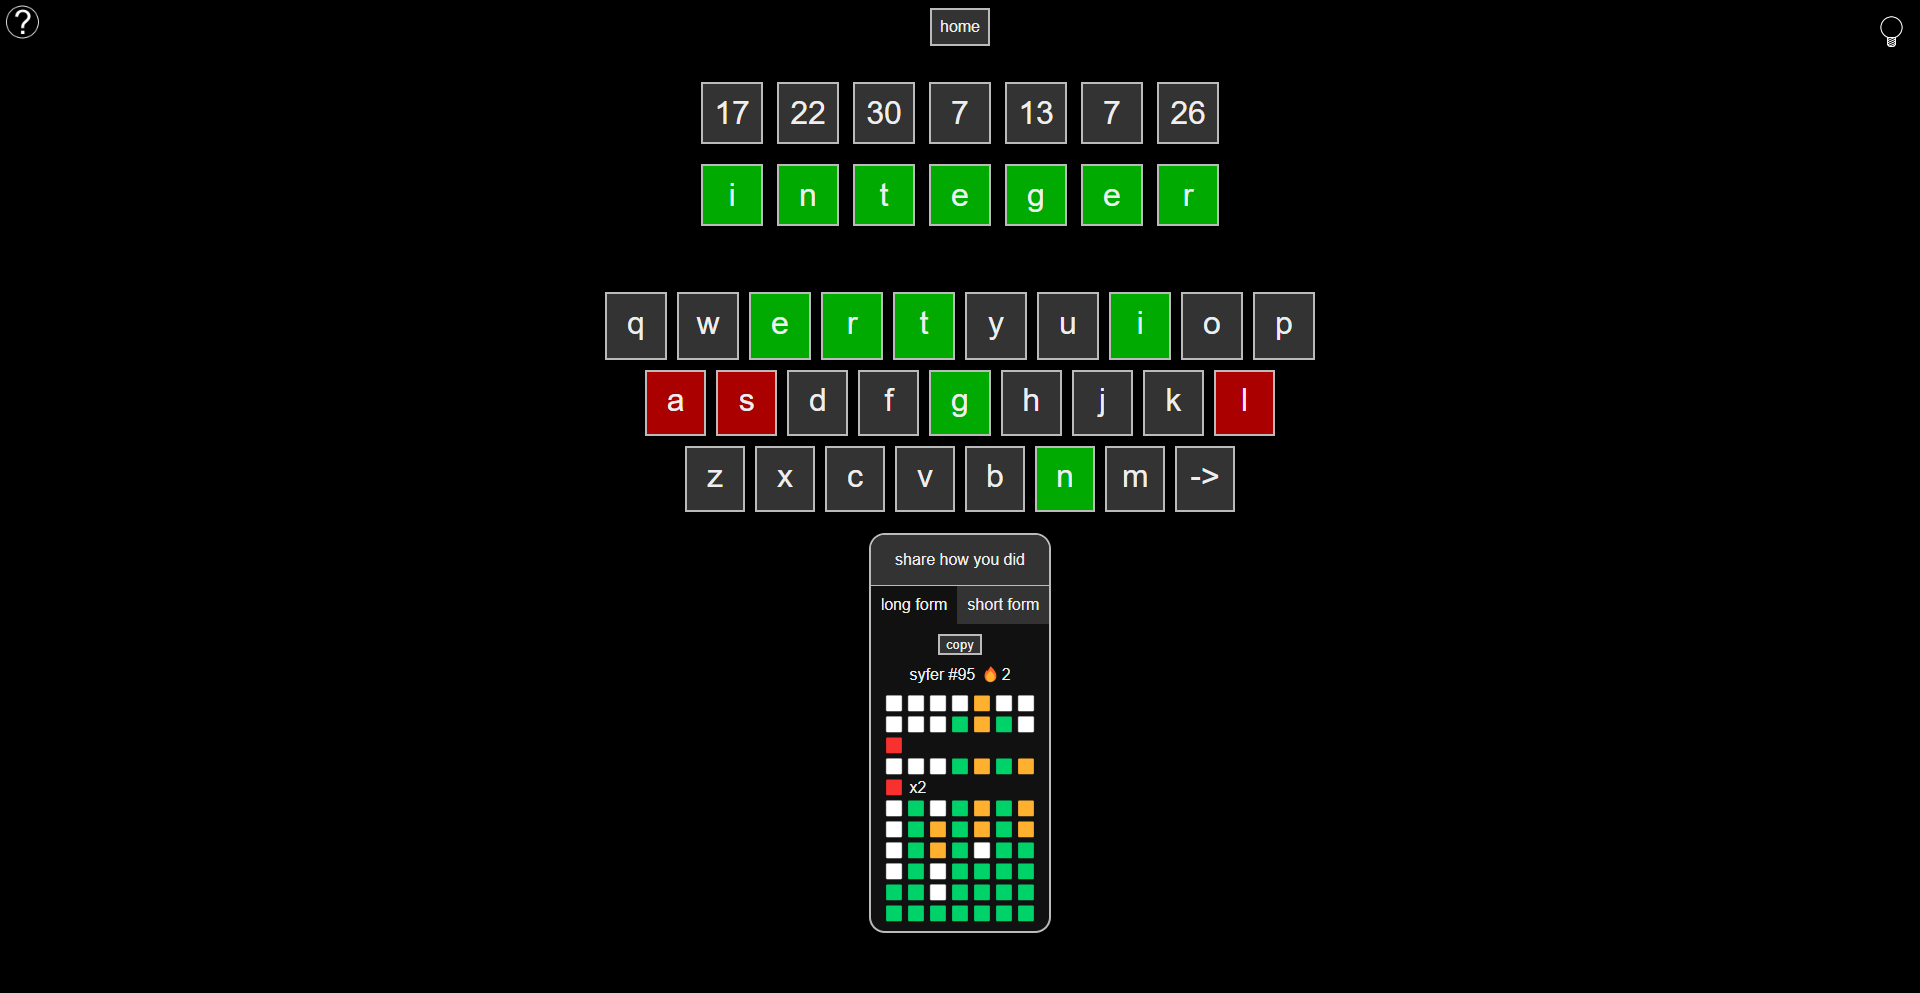 ?
home
17 22 30 7 13 7 26
i n t e g e r
q w e r t y u i o p
a s d f g h j k l
z x c v b n m ->
share how you did
long form short form
copy
syfer #95 🔥 2
x2